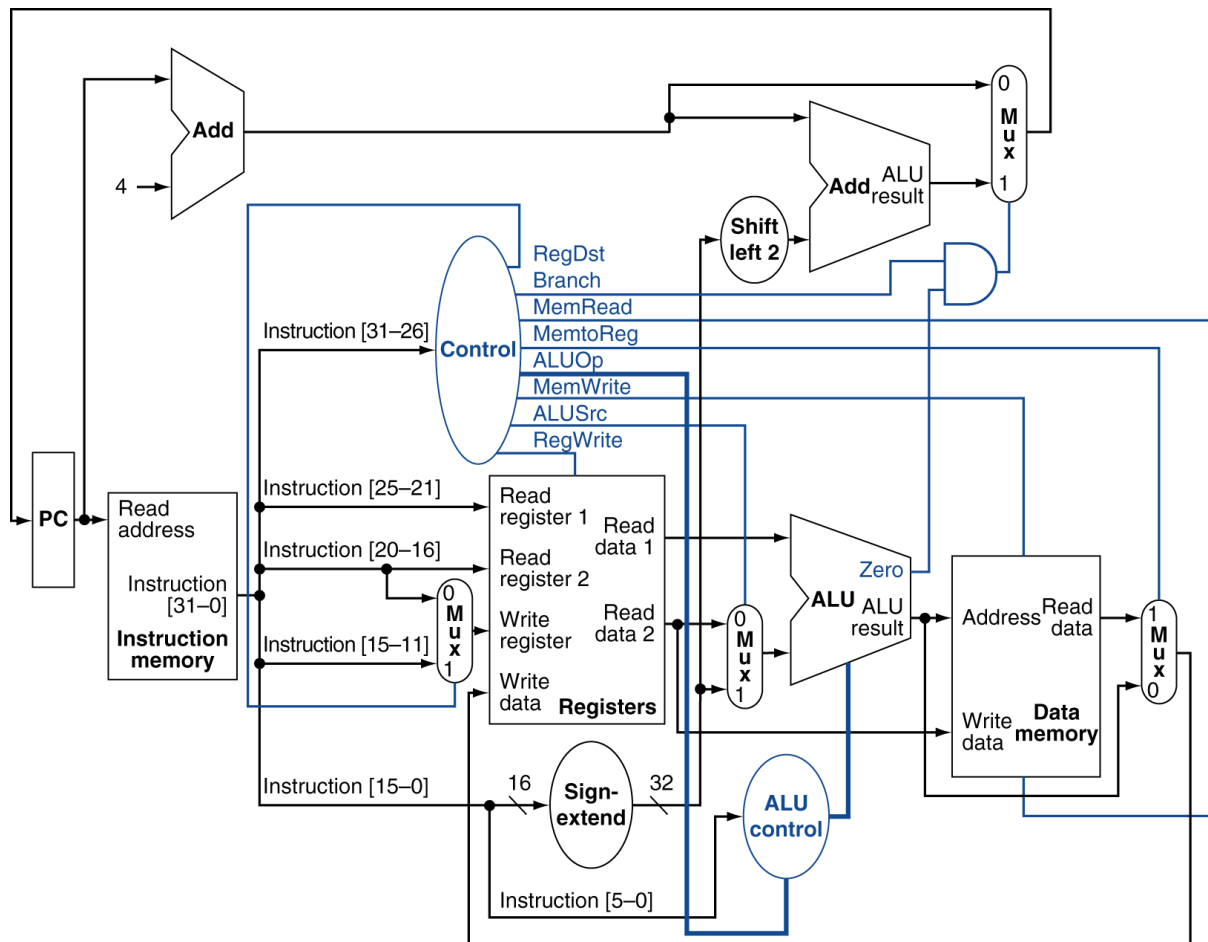 Add
4
0
M
u
x
1
Add
ALU
result
Shift
left 2
RegDst
Branch
MemRead
MemtoReg
ALUOp
MemWrite
ALUSrc
RegWrite
Instruction [31–26]
Control
PC
Read
address
Instruction
[31–0]
Instruction
memory
Instruction [25–21]
Instruction [20–16]
Instruction [15–11]
0
M
u
x
1
Read
register 1
Read
register 2
Write
register
Write
data
Read
data 1
Read
data 2
Registers
0
M
u
x
1
Zero
ALU
ALU
result
Address
Read
data
Write
data
Data
memory
1
M
u
x
0
Instruction [15–0]
16
Sign-
extend
32
ALU
control
Instruction [5–0]